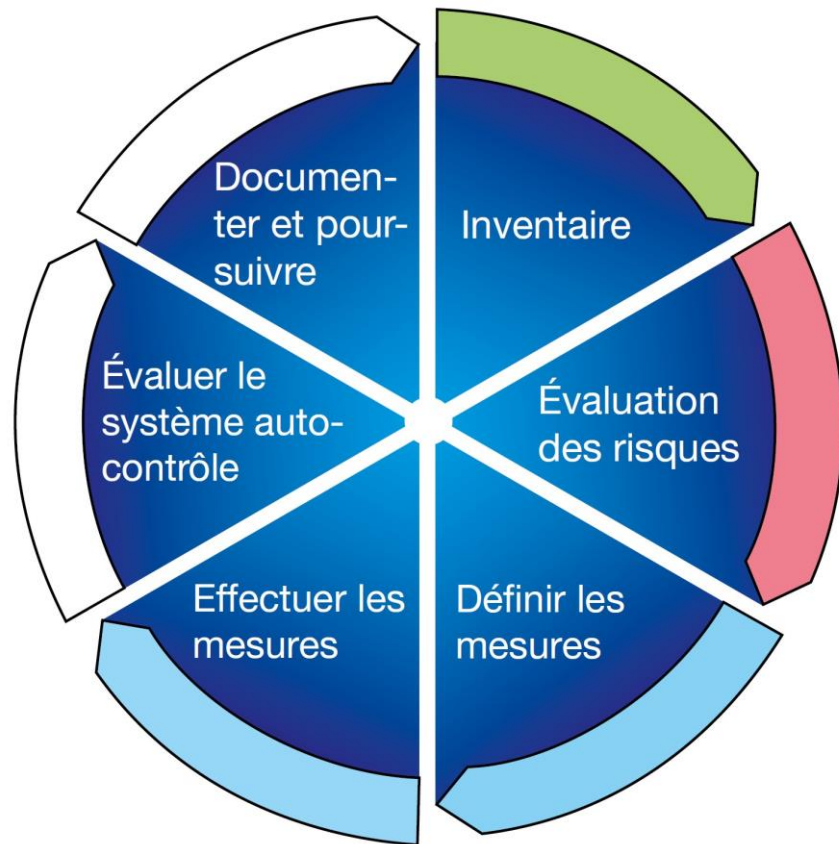 Documen-
ter et pour-
suivre
Inventaire
Évaluer le
système auto-
contrôle
Évaluation
des risques
Effectuer les
mesures
Définir les
mesures